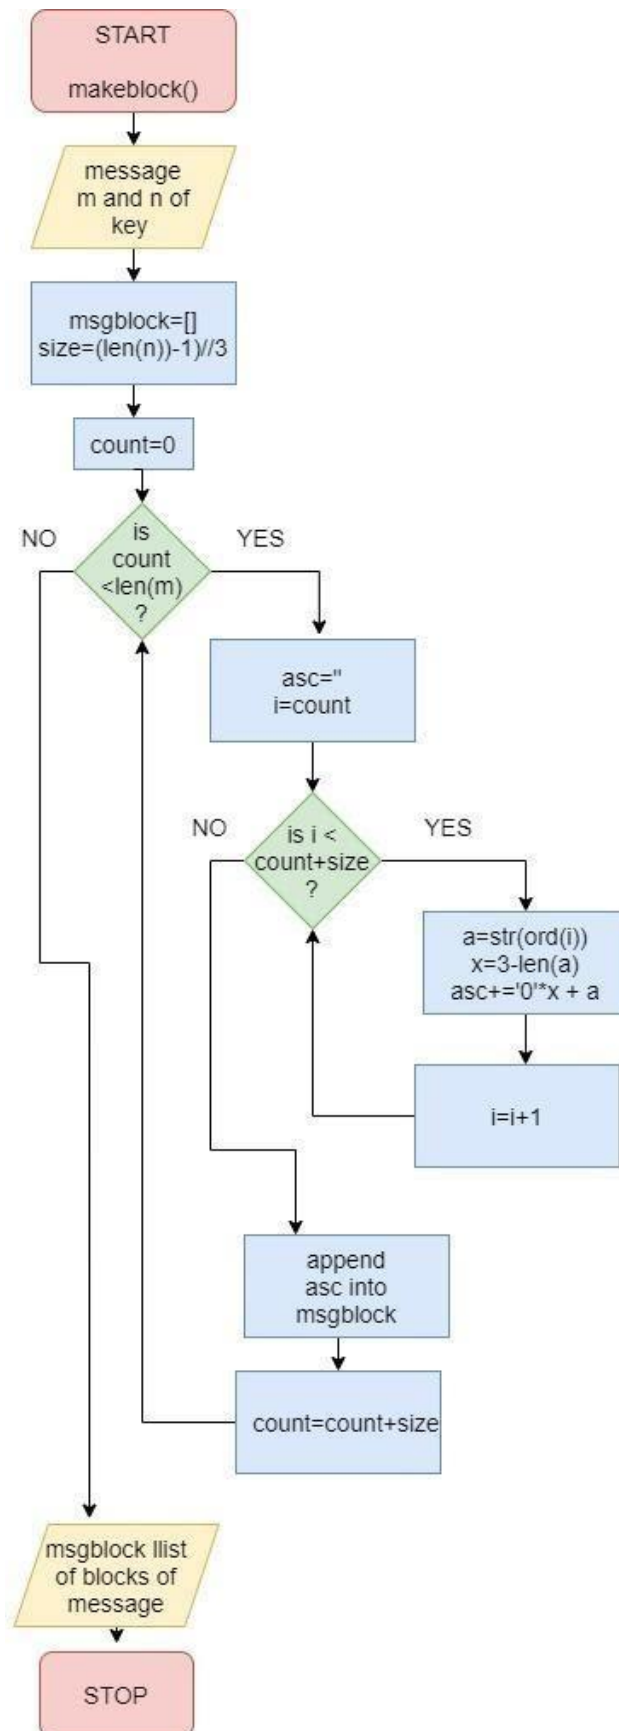 START
makeblock()
message
m and n of
key
msgblock=[]
size=(len(n))-1)//3
count=0
is
count
<len(m)
?
NO
YES
asc=''
i=count
is i <
count+size
?
NO
YES
a=str(ord(i))
x=3-len(a)
asc+='0'*x + a
i=i+1
append
asc into
msgblock
count=count+size
msgblock llist
of blocks of
message
STOP